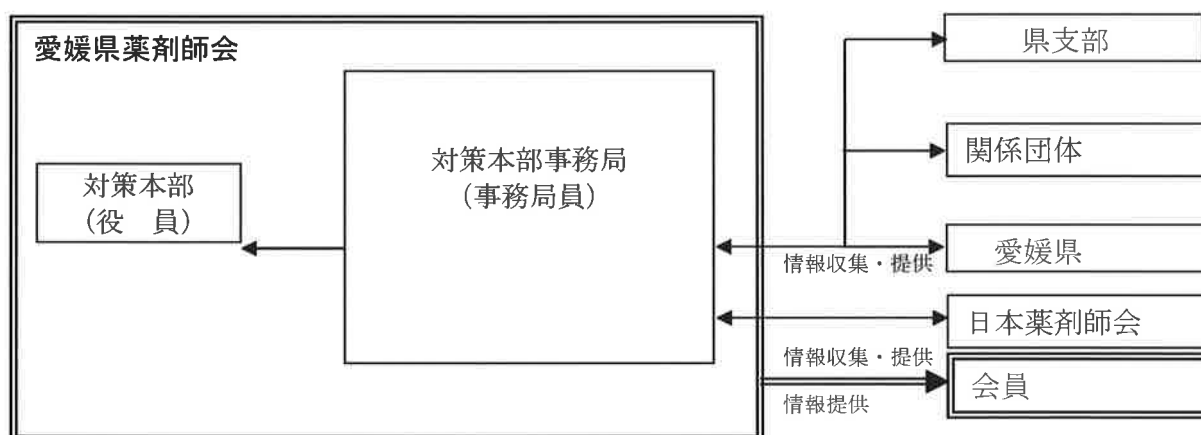 愛媛県薬剤師会
対策本部
（役　員）
対策本部事務局
（事務局員）
県支部
関係団体
愛媛県
情報収集・提供
日本薬剤師会
情報収集・提供
会員
情報提供